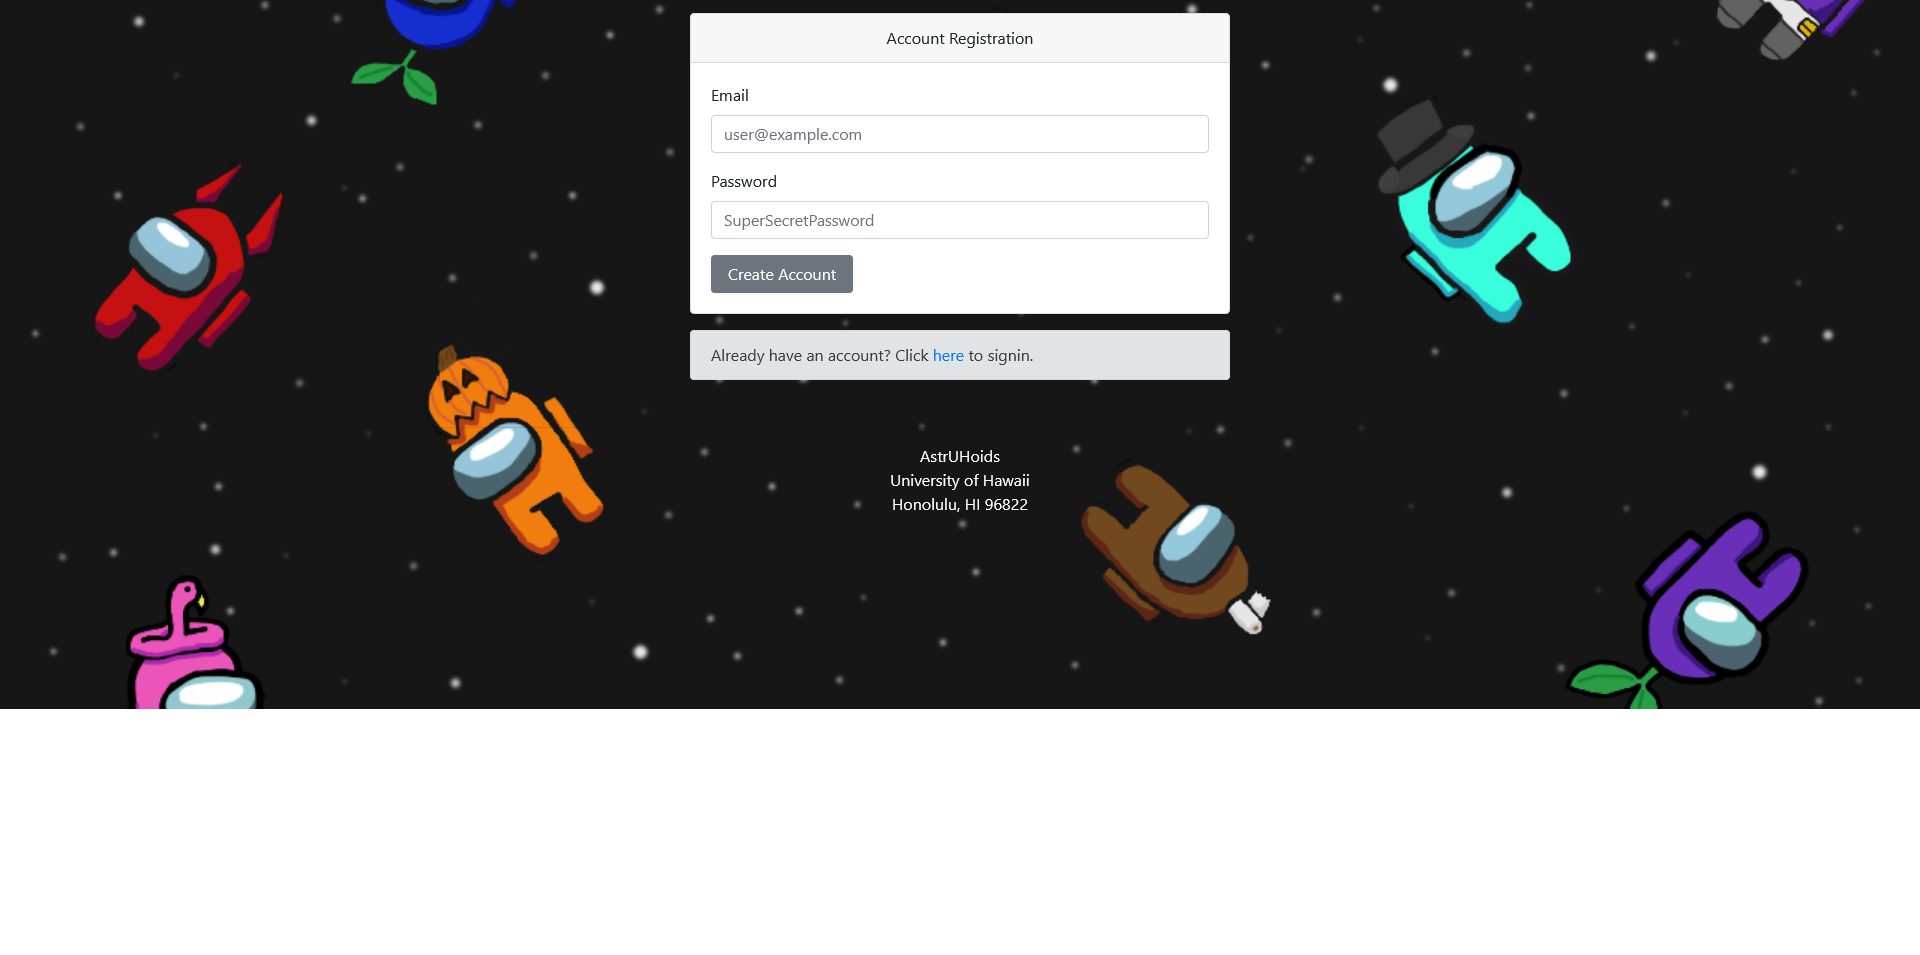 Account Registration
Email
user@example.com
Password
SuperSecretPassword
Create Account
Already have an account? Click here to signin.
AstrUHoids
University of Hawaii
Honolulu, HI 96822